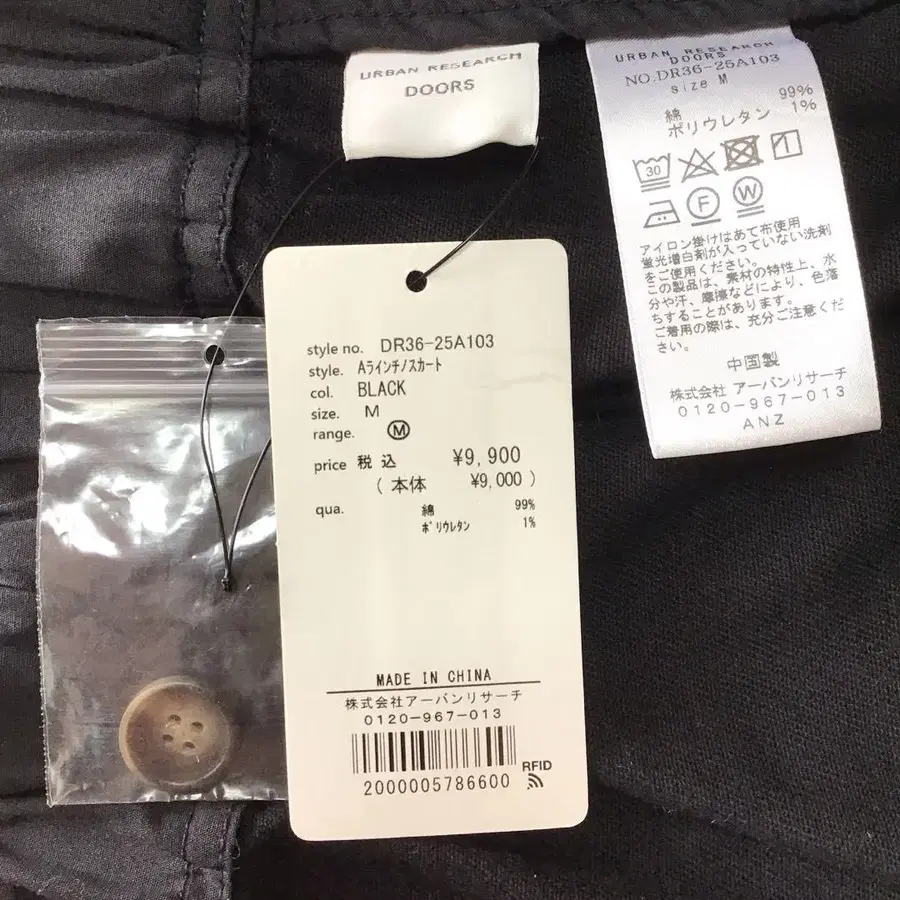 URBAN RESEARCH
DOORS
URBAN RESEARCH
DOORS
NO.DR36-25A103
size M
綿 99%
ポリウレタン 1%
30
F
W
アイロン掛けはあて布使用
蛍光増白剤が入っていない洗剤
をご使用ください。
この製品は、素材の特性上、水
分や汗、摩擦などにより、色落
ちすることがあります。
ご着用の際は、充分ご注意くだ
さい。
中国製
株式会社 アーバンリサーチ
0120-967-013
ANZ
style no. DR36-25A103
style. Aラインチノスカート
col. BLACK
size. M
range. Ⓜ
price 税込 ¥9,900
(本体 ¥9,000)
qua. 綿 99%
ポリウレタン 1%
MADE IN CHINA
株式会社アーバンリサーチ
0120-967-013
RFID
2000005786600